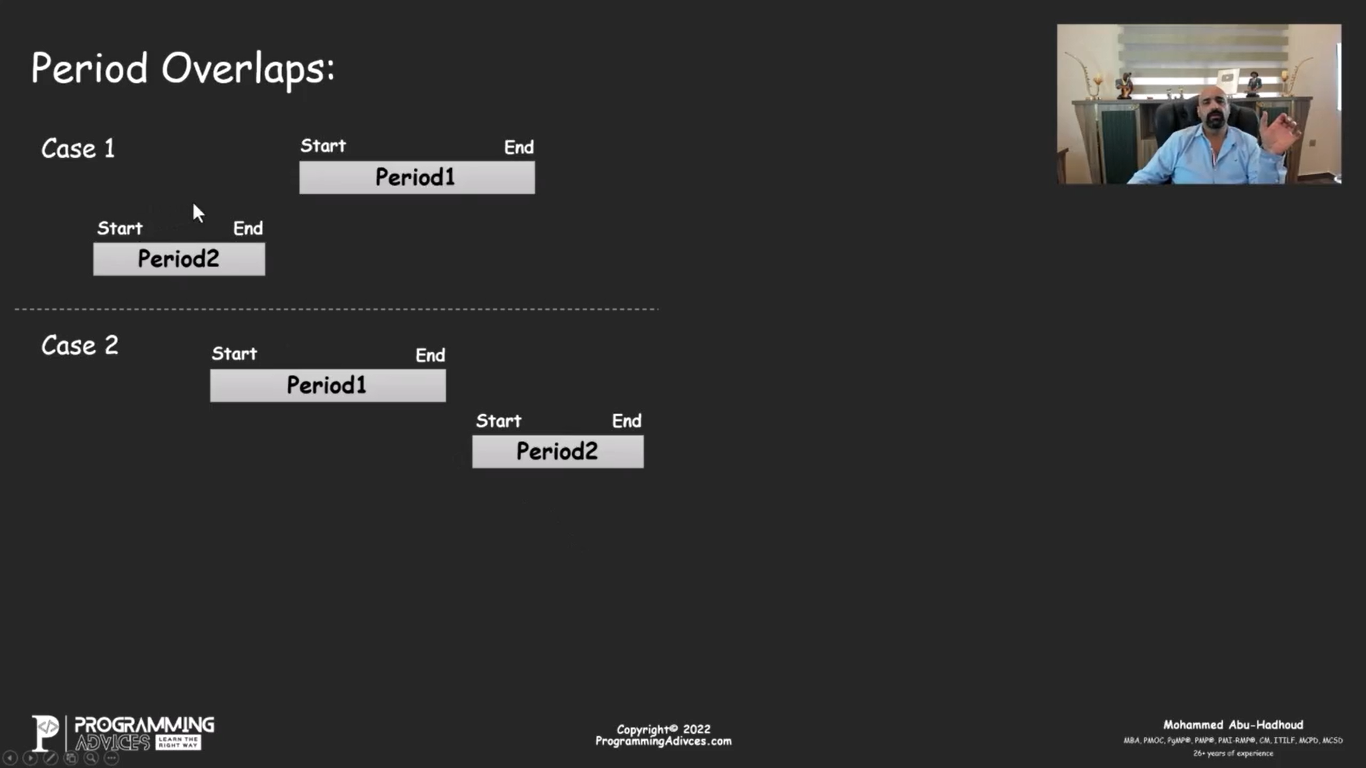 Period Overlaps:
Case 1
Start End
Period1
Start End
Period2
Case 2
Start End
Period1
Start End
Period2
PROGRAMMING
ADVICES
LEARN THE
RIGHT WAY
Copyright© 2022
ProgrammingAdivces.com
Mohammed Abu-Hadhoud
MBA, PMOC, PgMP®, PMP®, PMI-RMP®, CM, ITILF, MCPD, MCSD
26+ years of experience